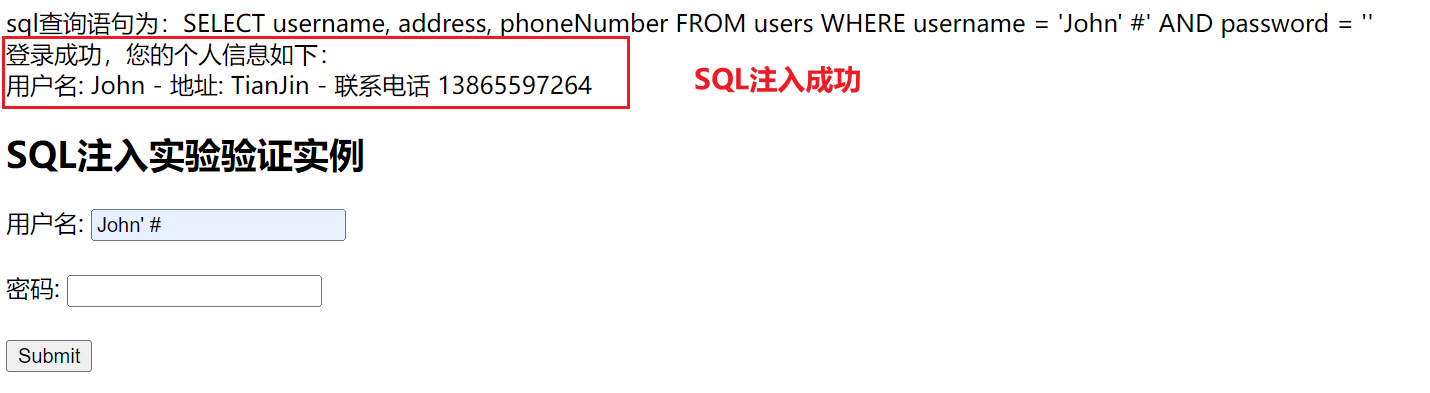 sql查询语句为：SELECT username, address, phoneNumber FROM users WHERE username = 'John' #' AND password = ''
登录成功，您的个人信息如下：
用户名: John - 地址: TianJin - 联系电话 13865597264
SQL注入成功
SQL注入实验验证实例
用户名: John' #
密码:
Submit